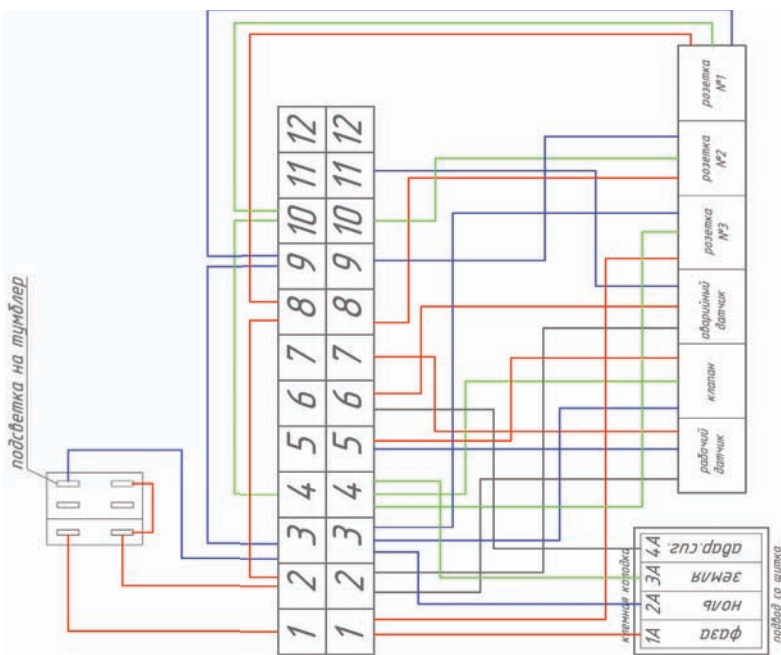 розетка
№1
розетка
№2
розетка
№3
аварийный
датчик
клапан
рабочий
датчик
12 12
11 11
10 10
9 9
8 8
7 7
6 6
5 5
4 4
3 3
2 2
1 1
подсветка на тумблер
клемная колодка
4А авар.сиг.
3А земля
2А ноль
1А фаза
подвод со щитка